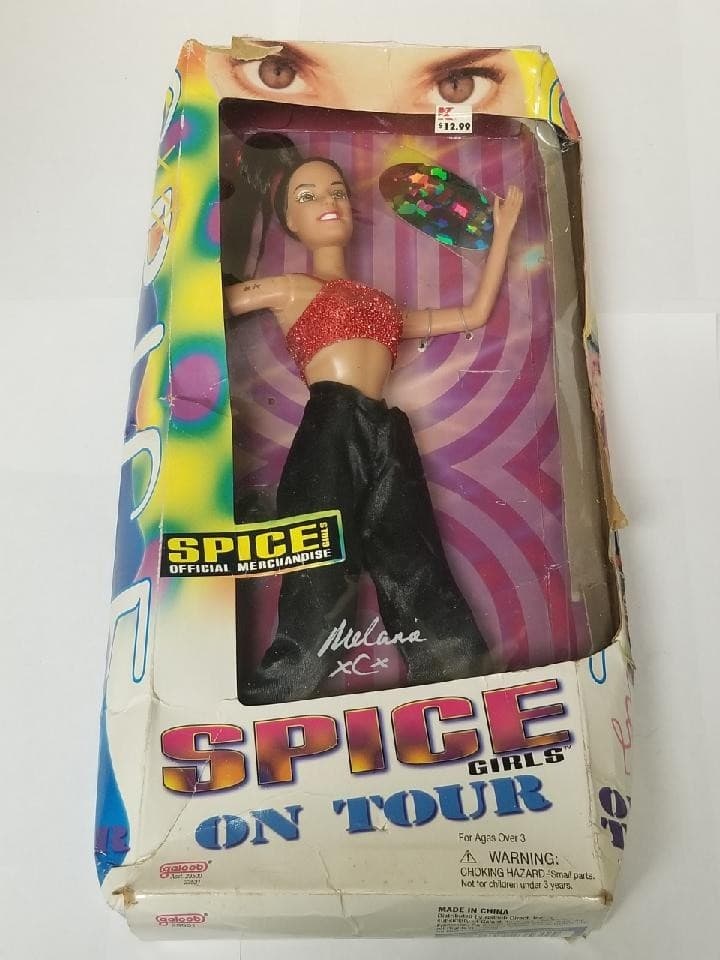 K
$12.99
SPICE GIRLS
OFFICIAL MERCHANDISE
Melanie
xCx
SPICE
GIRLS™
ON TOUR
For Ages Over 3
WARNING:
CHOKING HAZARD-Small parts.
Not for children under 3 years.
galoob
galoob
MADE IN CHINA